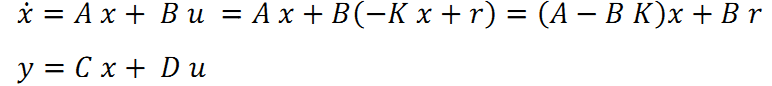 ẋ = A x + B u = A x + B(−K x + r) = (A − B K)x + B r
y = C x + D u